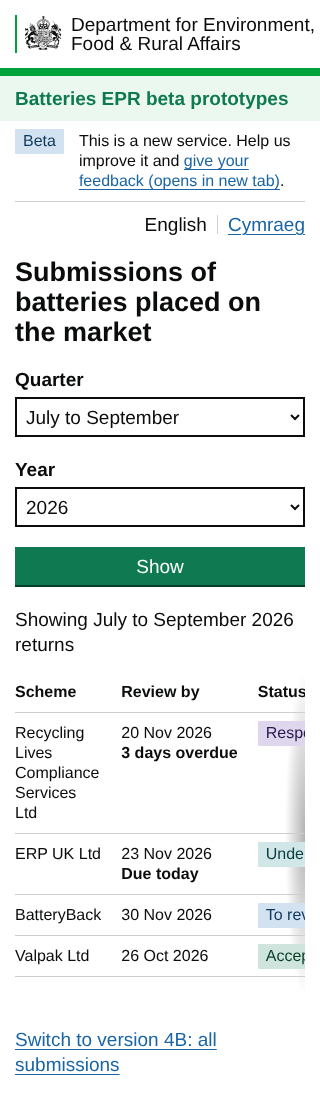 Department for Environment,
Food & Rural Affairs
Batteries EPR beta prototypes
Beta
This is a new service. Help us
improve it and give your
feedback (opens in new tab).
English
Cymraeg
Submissions of
batteries placed on
the market
Quarter
July to September
Year
2026
Show
Showing July to September 2026
returns
Scheme Review by Status
Recycling
Lives
Compliance
Services
Ltd
20 Nov 2026
3 days overdue
ERP UK Ltd
23 Nov 2026
Due today
BatteryBack 30 Nov 2026 To
Valpak Ltd 26 Oct 2026
Switch to version 4B: all
submissions